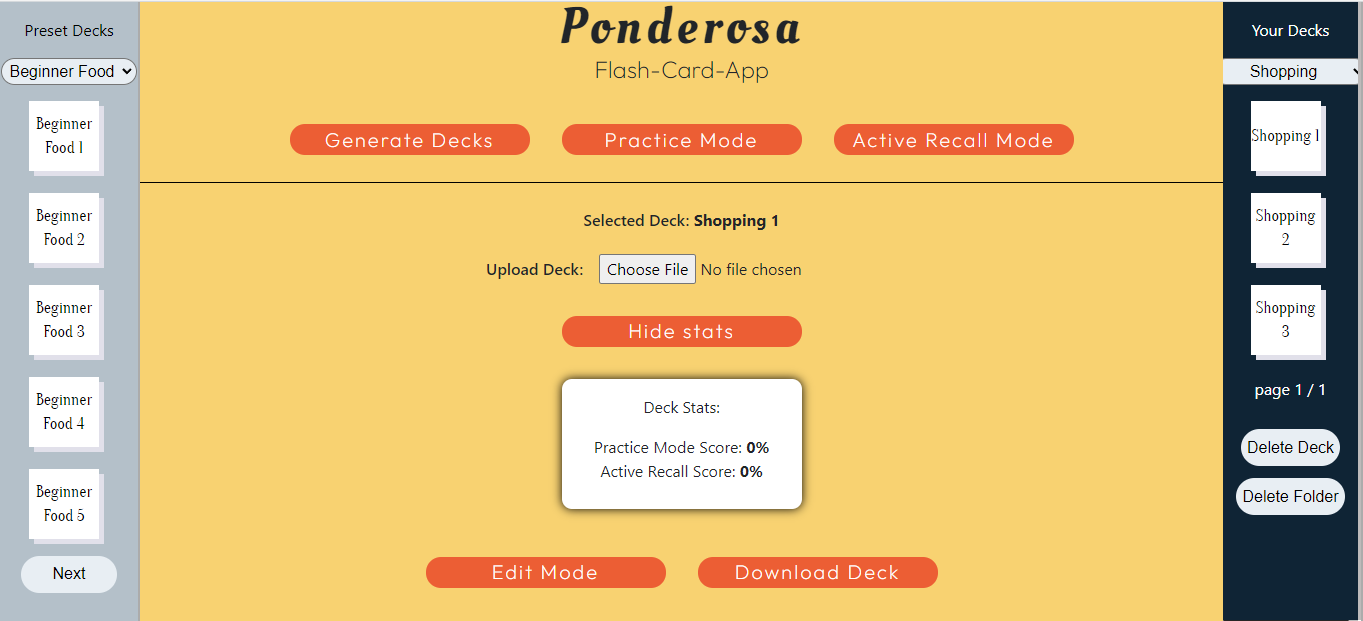 Preset Decks
Beginner Food
Beginner
Food 1
Beginner
Food 2
Beginner
Food 3
Beginner
Food 4
Beginner
Food 5
Next
Ponderosa
Flash-Card-App
Generate Decks
Practice Mode
Active Recall Mode
Selected Deck: Shopping 1
Upload Deck: Choose File No file chosen
Hide stats
Deck Stats:
Practice Mode Score: 0%
Active Recall Score: 0%
Edit Mode
Download Deck
Your Decks
Shopping
Shopping 1
Shopping
2
Shopping
3
page 1 / 1
Delete Deck
Delete Folder